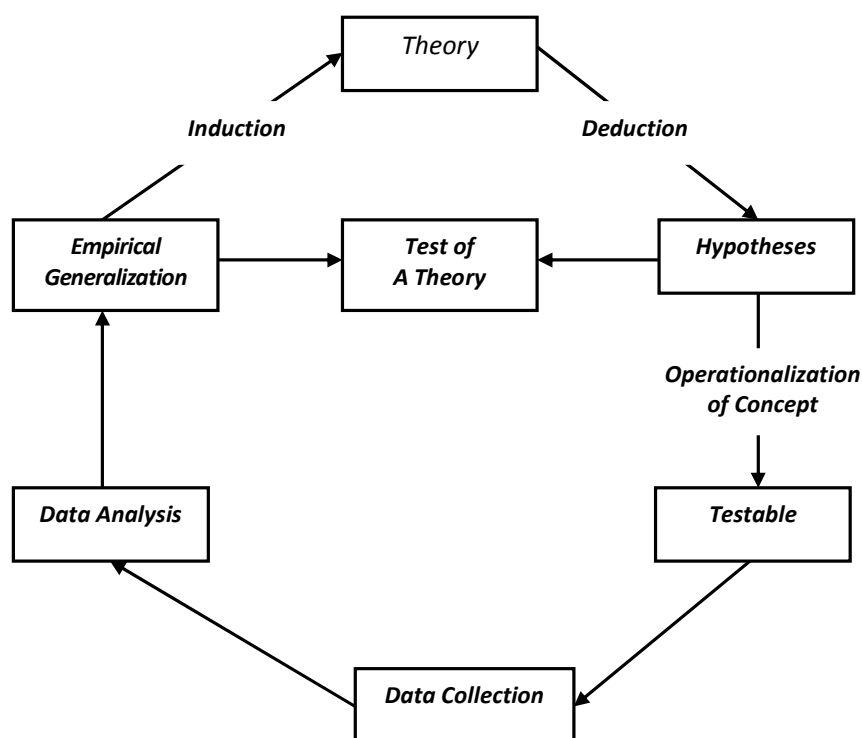 Theory
Induction
Deduction
Empirical
Generalization
Test of
A Theory
Hypotheses
Operationalization
of Concept
Data Analysis
Testable
Data Collection